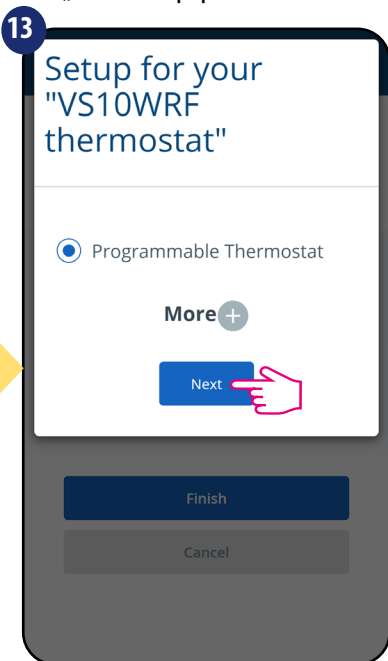 13
Setup for your
"VS10WRF
thermostat"
Programmable Thermostat
More
Next
Finish
Cancel